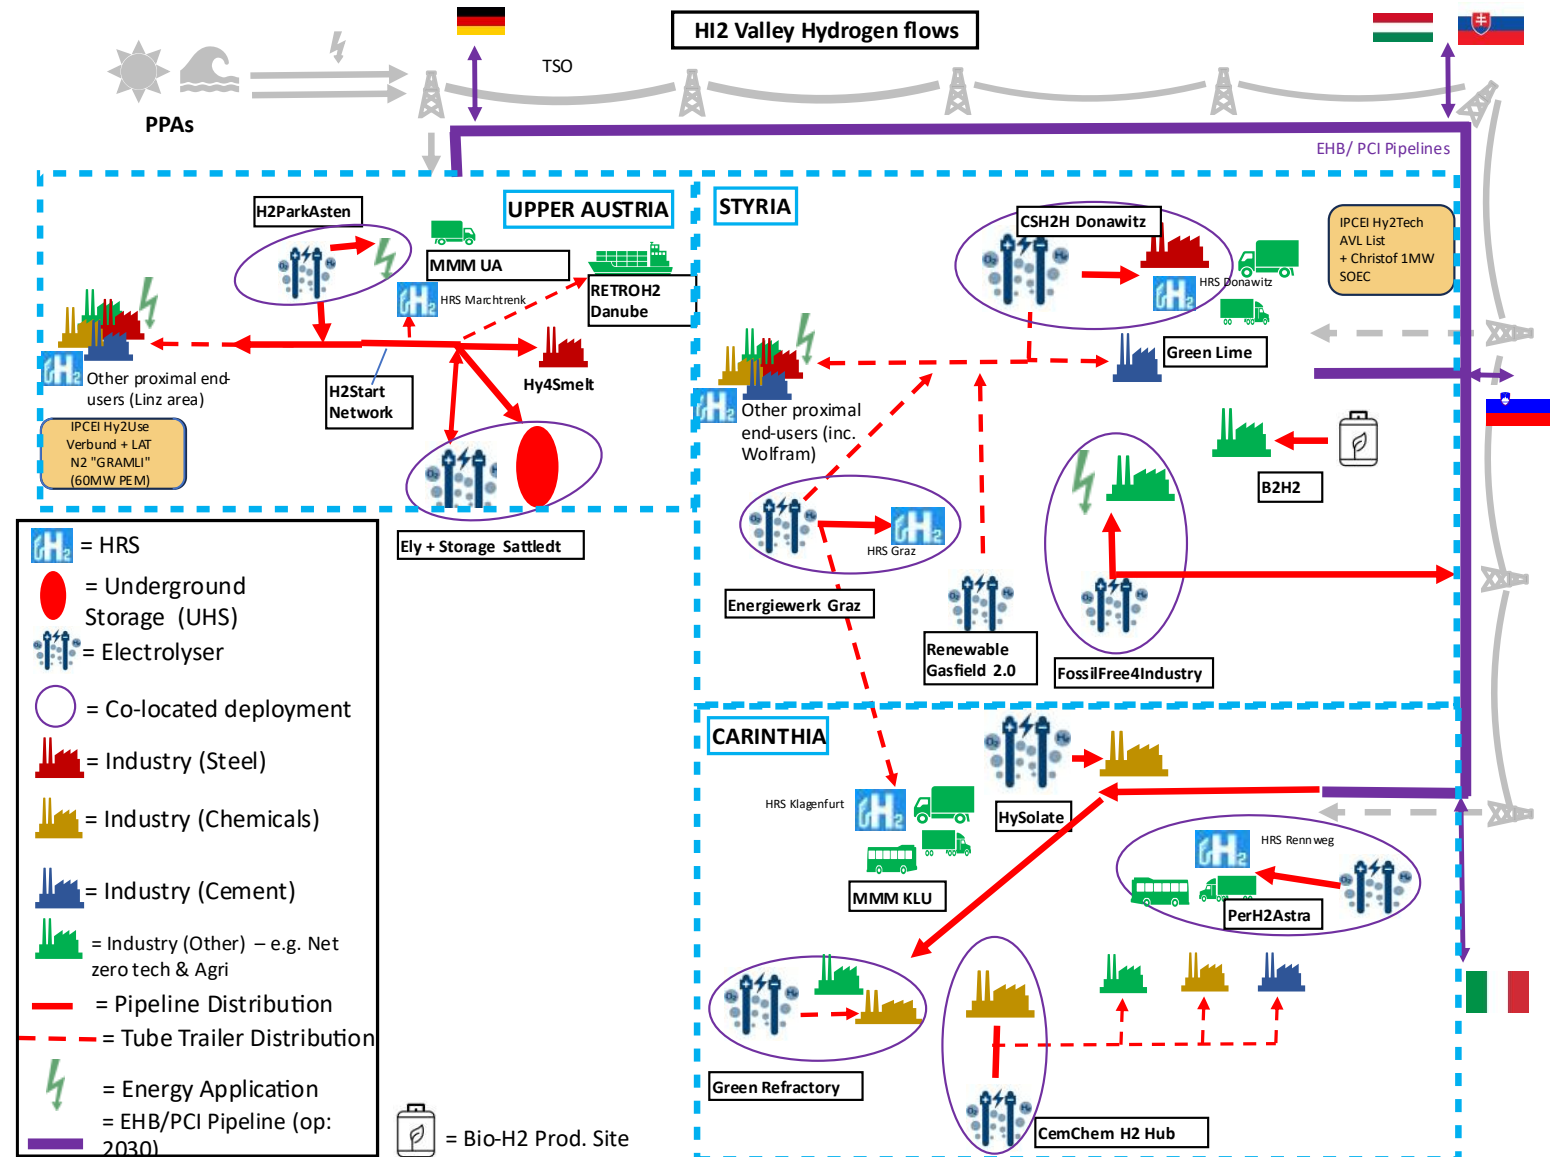 HI2 Valley Hydrogen flows
TSO
PPAs
EHB/ PCI Pipelines
UPPER AUSTRIA
H2ParkAsten
MMM UA
HRS Marchtrenk
RETROH2
Danube
Hy4Smelt
H2Start
Network
Other proximal end-
users (Linz area)
IPCEI Hy2Use
Verbund + LAT
N2 "GRAMLI"
(60MW PEM)
Ely + Storage Sattledt
STYRIA
CSH2H Donawitz
HRS Donawitz
IPCEI Hy2Tech
AVL List
+ Christof 1MW
SOEC
Green Lime
Other proximal
end-users (inc.
Wolfram)
B2H2
HRS Graz
Energiewerk Graz
Renewable
Gasfield 2.0
FossilFree4Industry
CARINTHIA
HySolate
HRS Klagenfurt
MMM KLU
HRS Rennweg
PerH2Astra
Green Refractory
CemChem H2 Hub
= HRS
= Underground
Storage (UHS)
= Electrolyser
= Co-located deployment
= Industry (Steel)
= Industry (Chemicals)
= Industry (Cement)
= Industry (Other) – e.g. Net
zero tech & Agri
= Pipeline Distribution
= Tube Trailer Distribution
= Energy Application
= EHB/PCI Pipeline (op:
2030)
= Bio-H2 Prod. Site